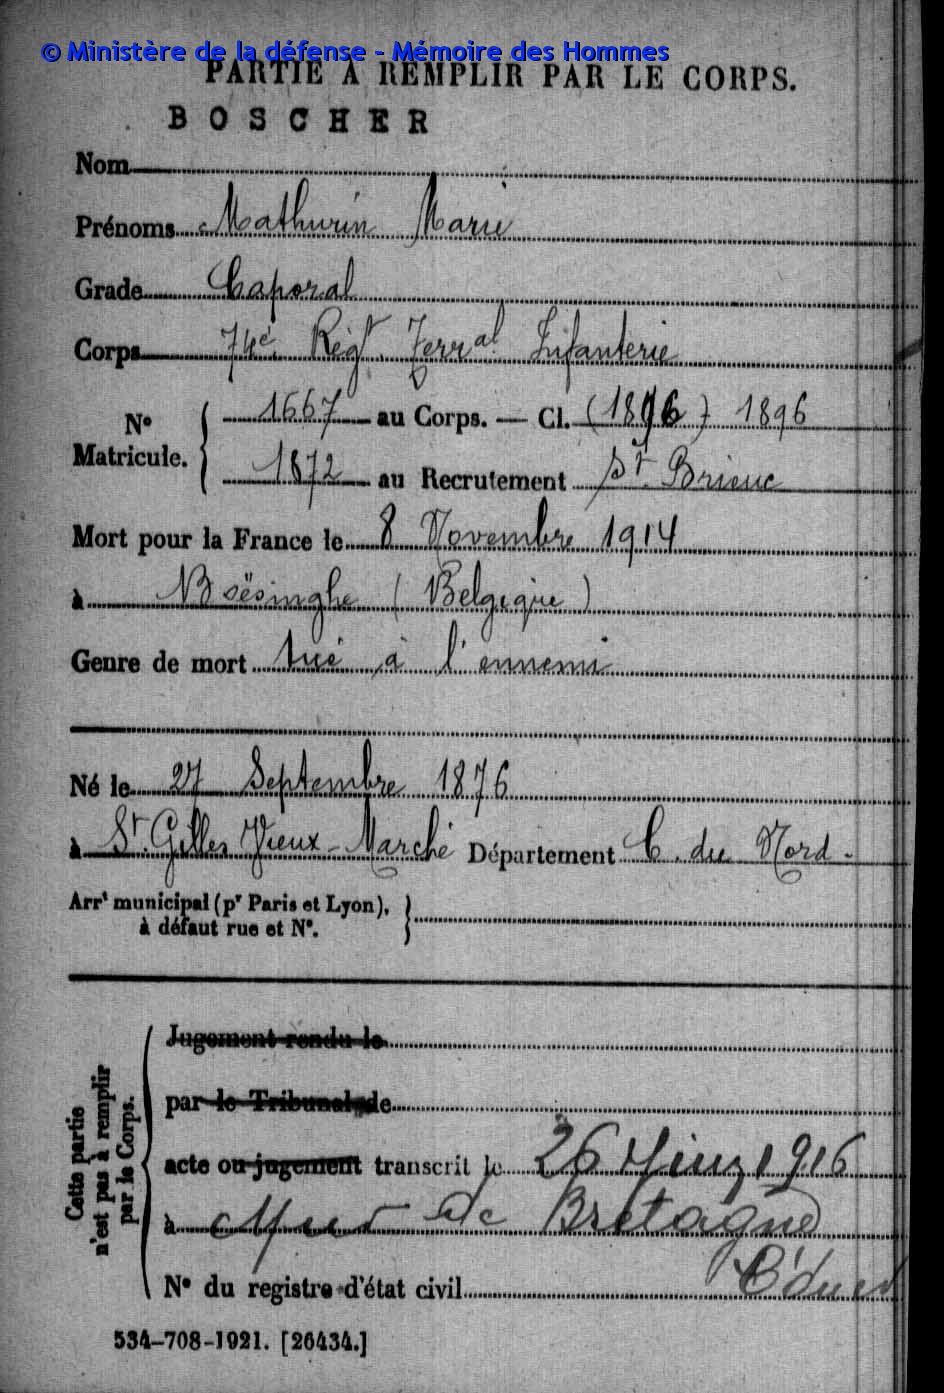 © Ministère de la défense - Mémoire des Hommes
PARTIE À REMPLIR PAR LE CORPS.
BOSCHER
Nom
Prénoms Mathurin Marie
Grade Caporal
Corps 74e Régt Terral Infanterie
No Matricule. { 1667 au Corps. — Cl. (1896) 1896
1872 au Recrutement St. Brieuc
Mort pour la France le 8 Novembre 1914
à Boësinghe (Belgique)
Genre de mort tué à l'ennemi
Né le 27 Septembre 1876
à St. Gilles Vieux-Marché Département C. du Nord.
Arrt municipal (pr Paris et Lyon),
à défaut rue et No.
Cette partie
n'est pas à remplir
par le Corps.
Jugement rendu le
par le Tribunal de
acte ou jugement transcrit le 26 1916
à Mur de Bretagne
C. du N
No du registre d'état civil
534-708-1921. [26434.]